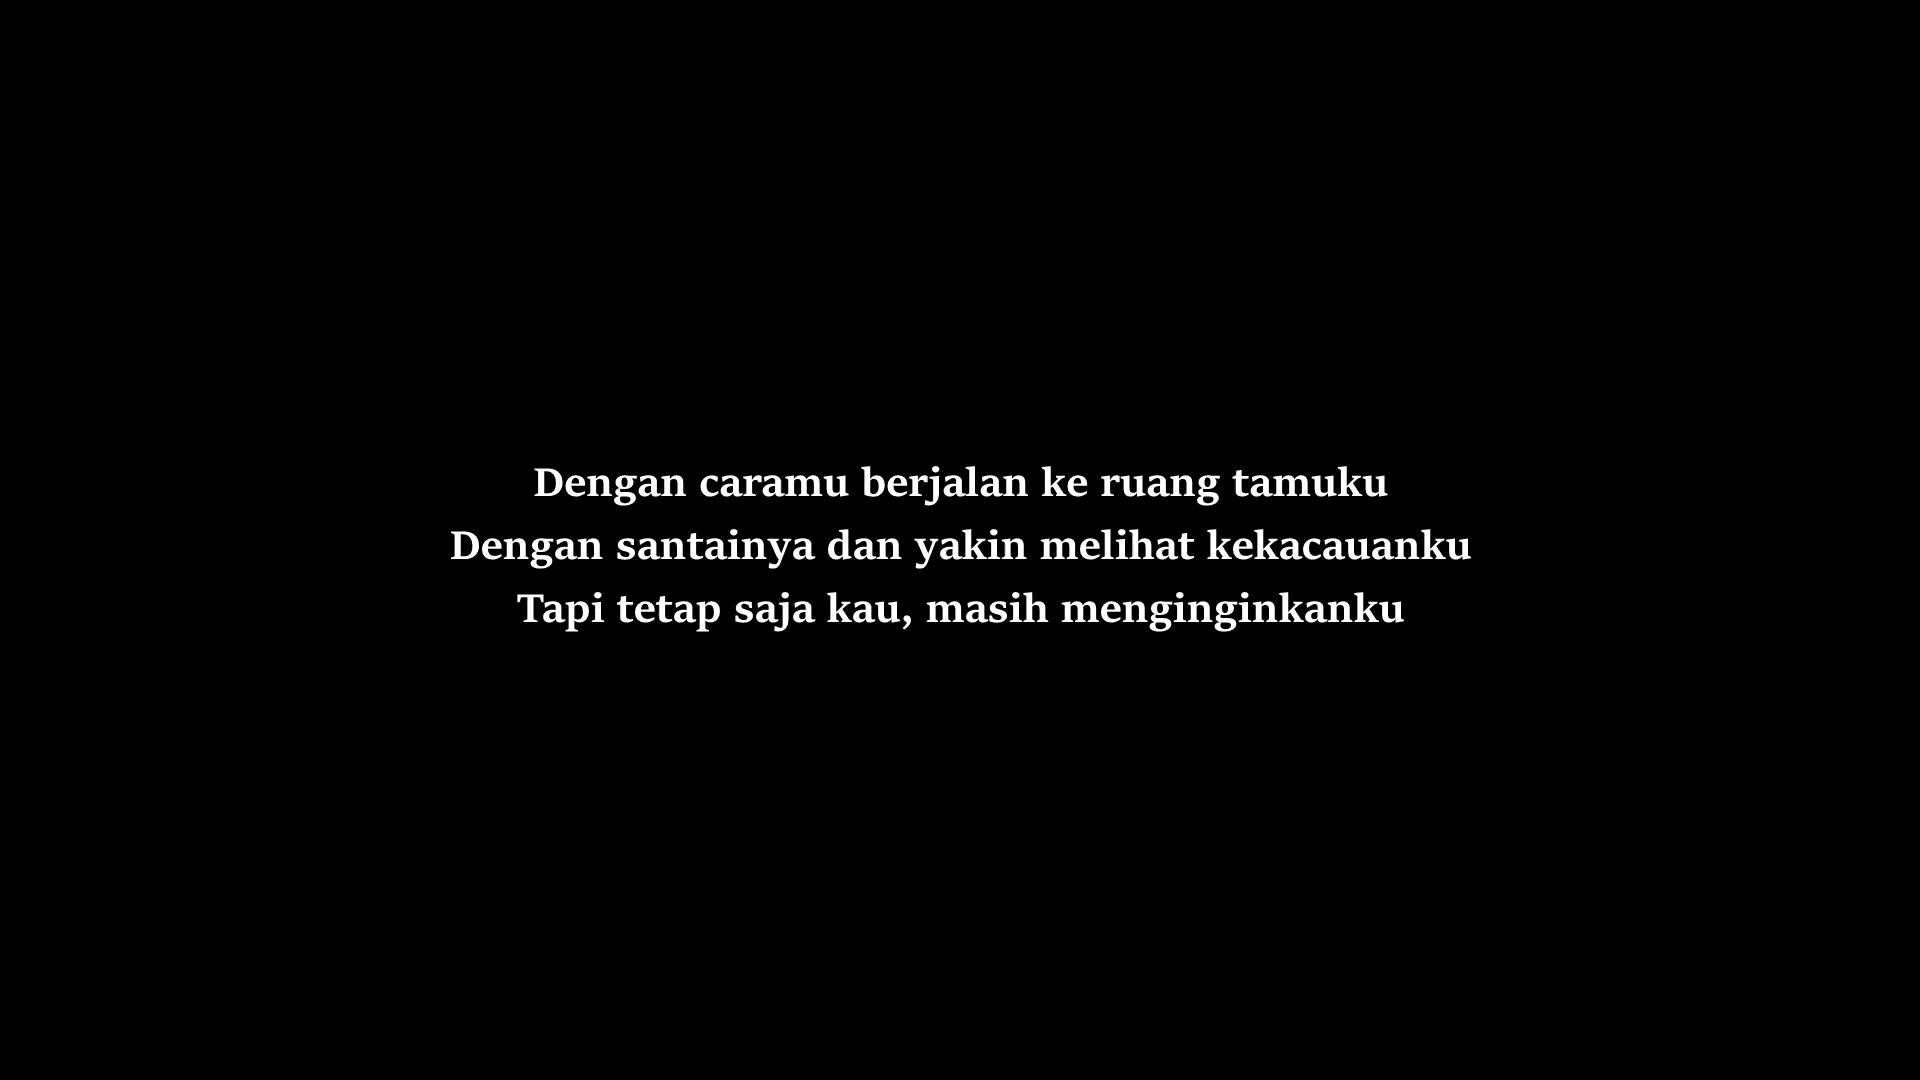 Dengan caramu berjalan ke ruang tamuku
Dengan santainya dan yakin melihat kekacauanku
Tapi tetap saja kau, masih menginginkanku